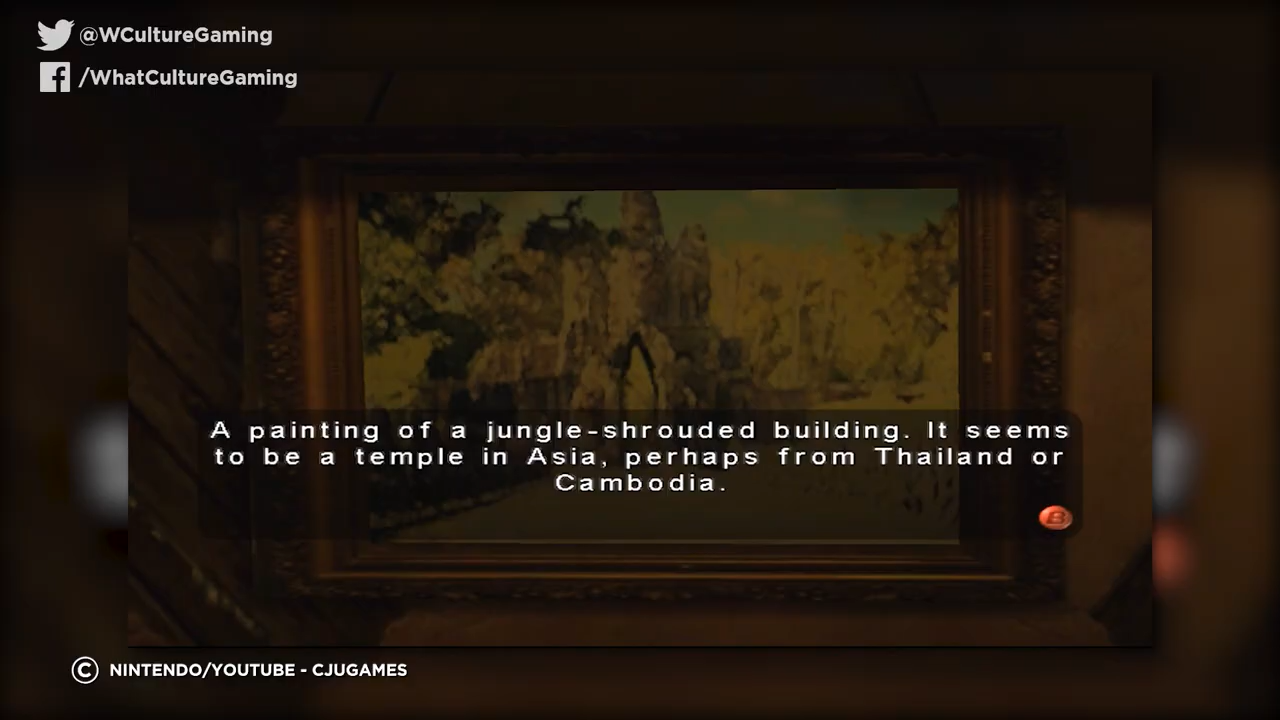 @WCultureGaming
/WhatCultureGaming
A painting of a jungle-shrouded building. It seems
to be a temple in Asia, perhaps from Thailand or
Cambodia.
B
© NINTENDO/YOUTUBE - CJUGAMES